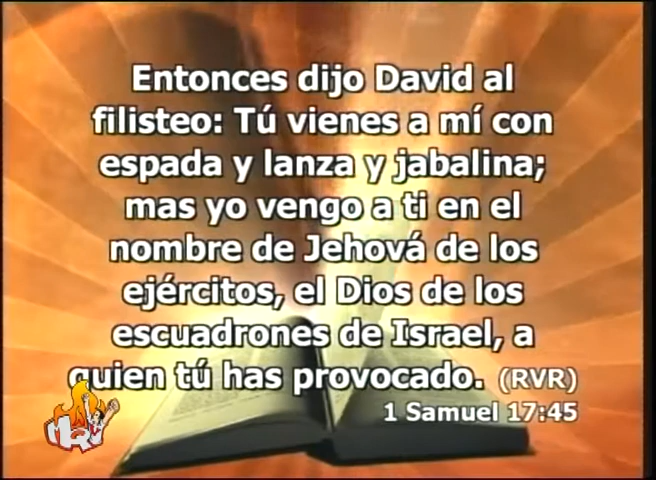 Entonces dijo David al
filisteo: Tú vienes a mí con
espada y lanza y jabalina;
mas yo vengo a ti en el
nombre de Jehová de los
ejércitos, el Dios de los
escuadrones de Israel, a
quien tú has provocado. (RVR)
1 Samuel 17:45
MRV